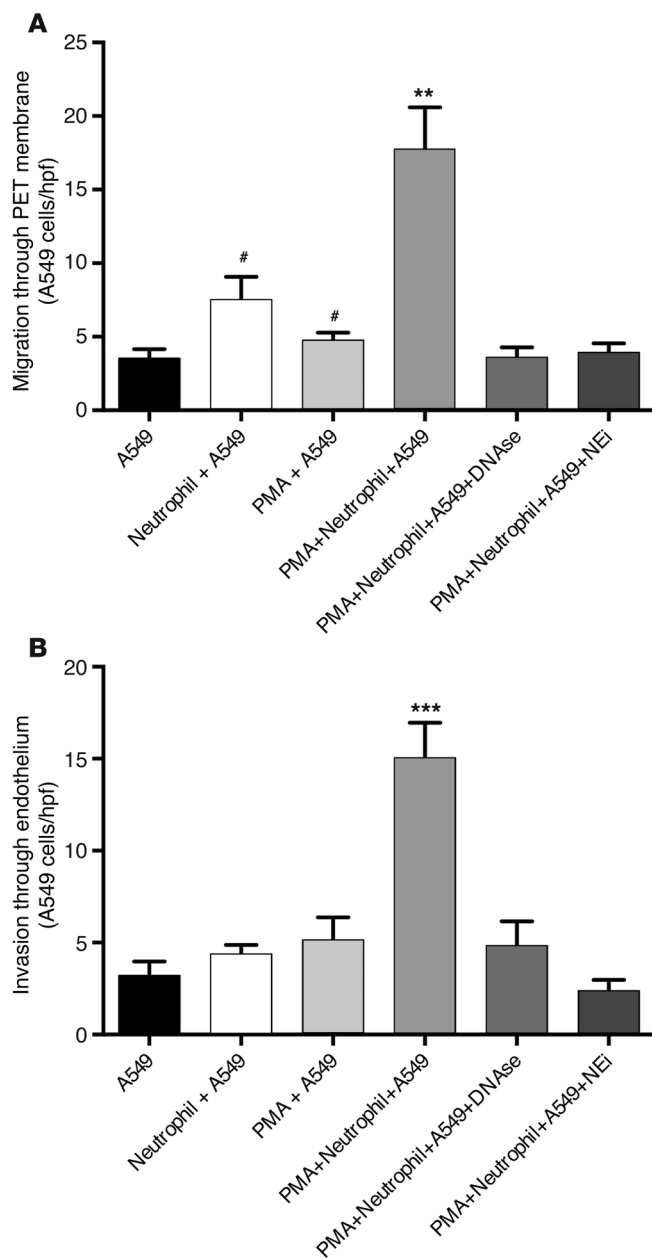 A
Migration through PET membrane
(A549 cells/hpf)
25
20
15
10
5
0
#
#
**
A549
Neutrophil + A549
PMA + A549
PMA+Neutrophil+A549
PMA+Neutrophil+A549+DNAse
PMA+Neutrophil+A549+NEi
B
Invasion through endothelium
(A549 cells/hpf)
20
15
10
5
0
***
A549
Neutrophil + A549
PMA + A549
PMA+Neutrophil+A549
PMA+Neutrophil+A549+DNAse
PMA+Neutrophil+A549+NEi